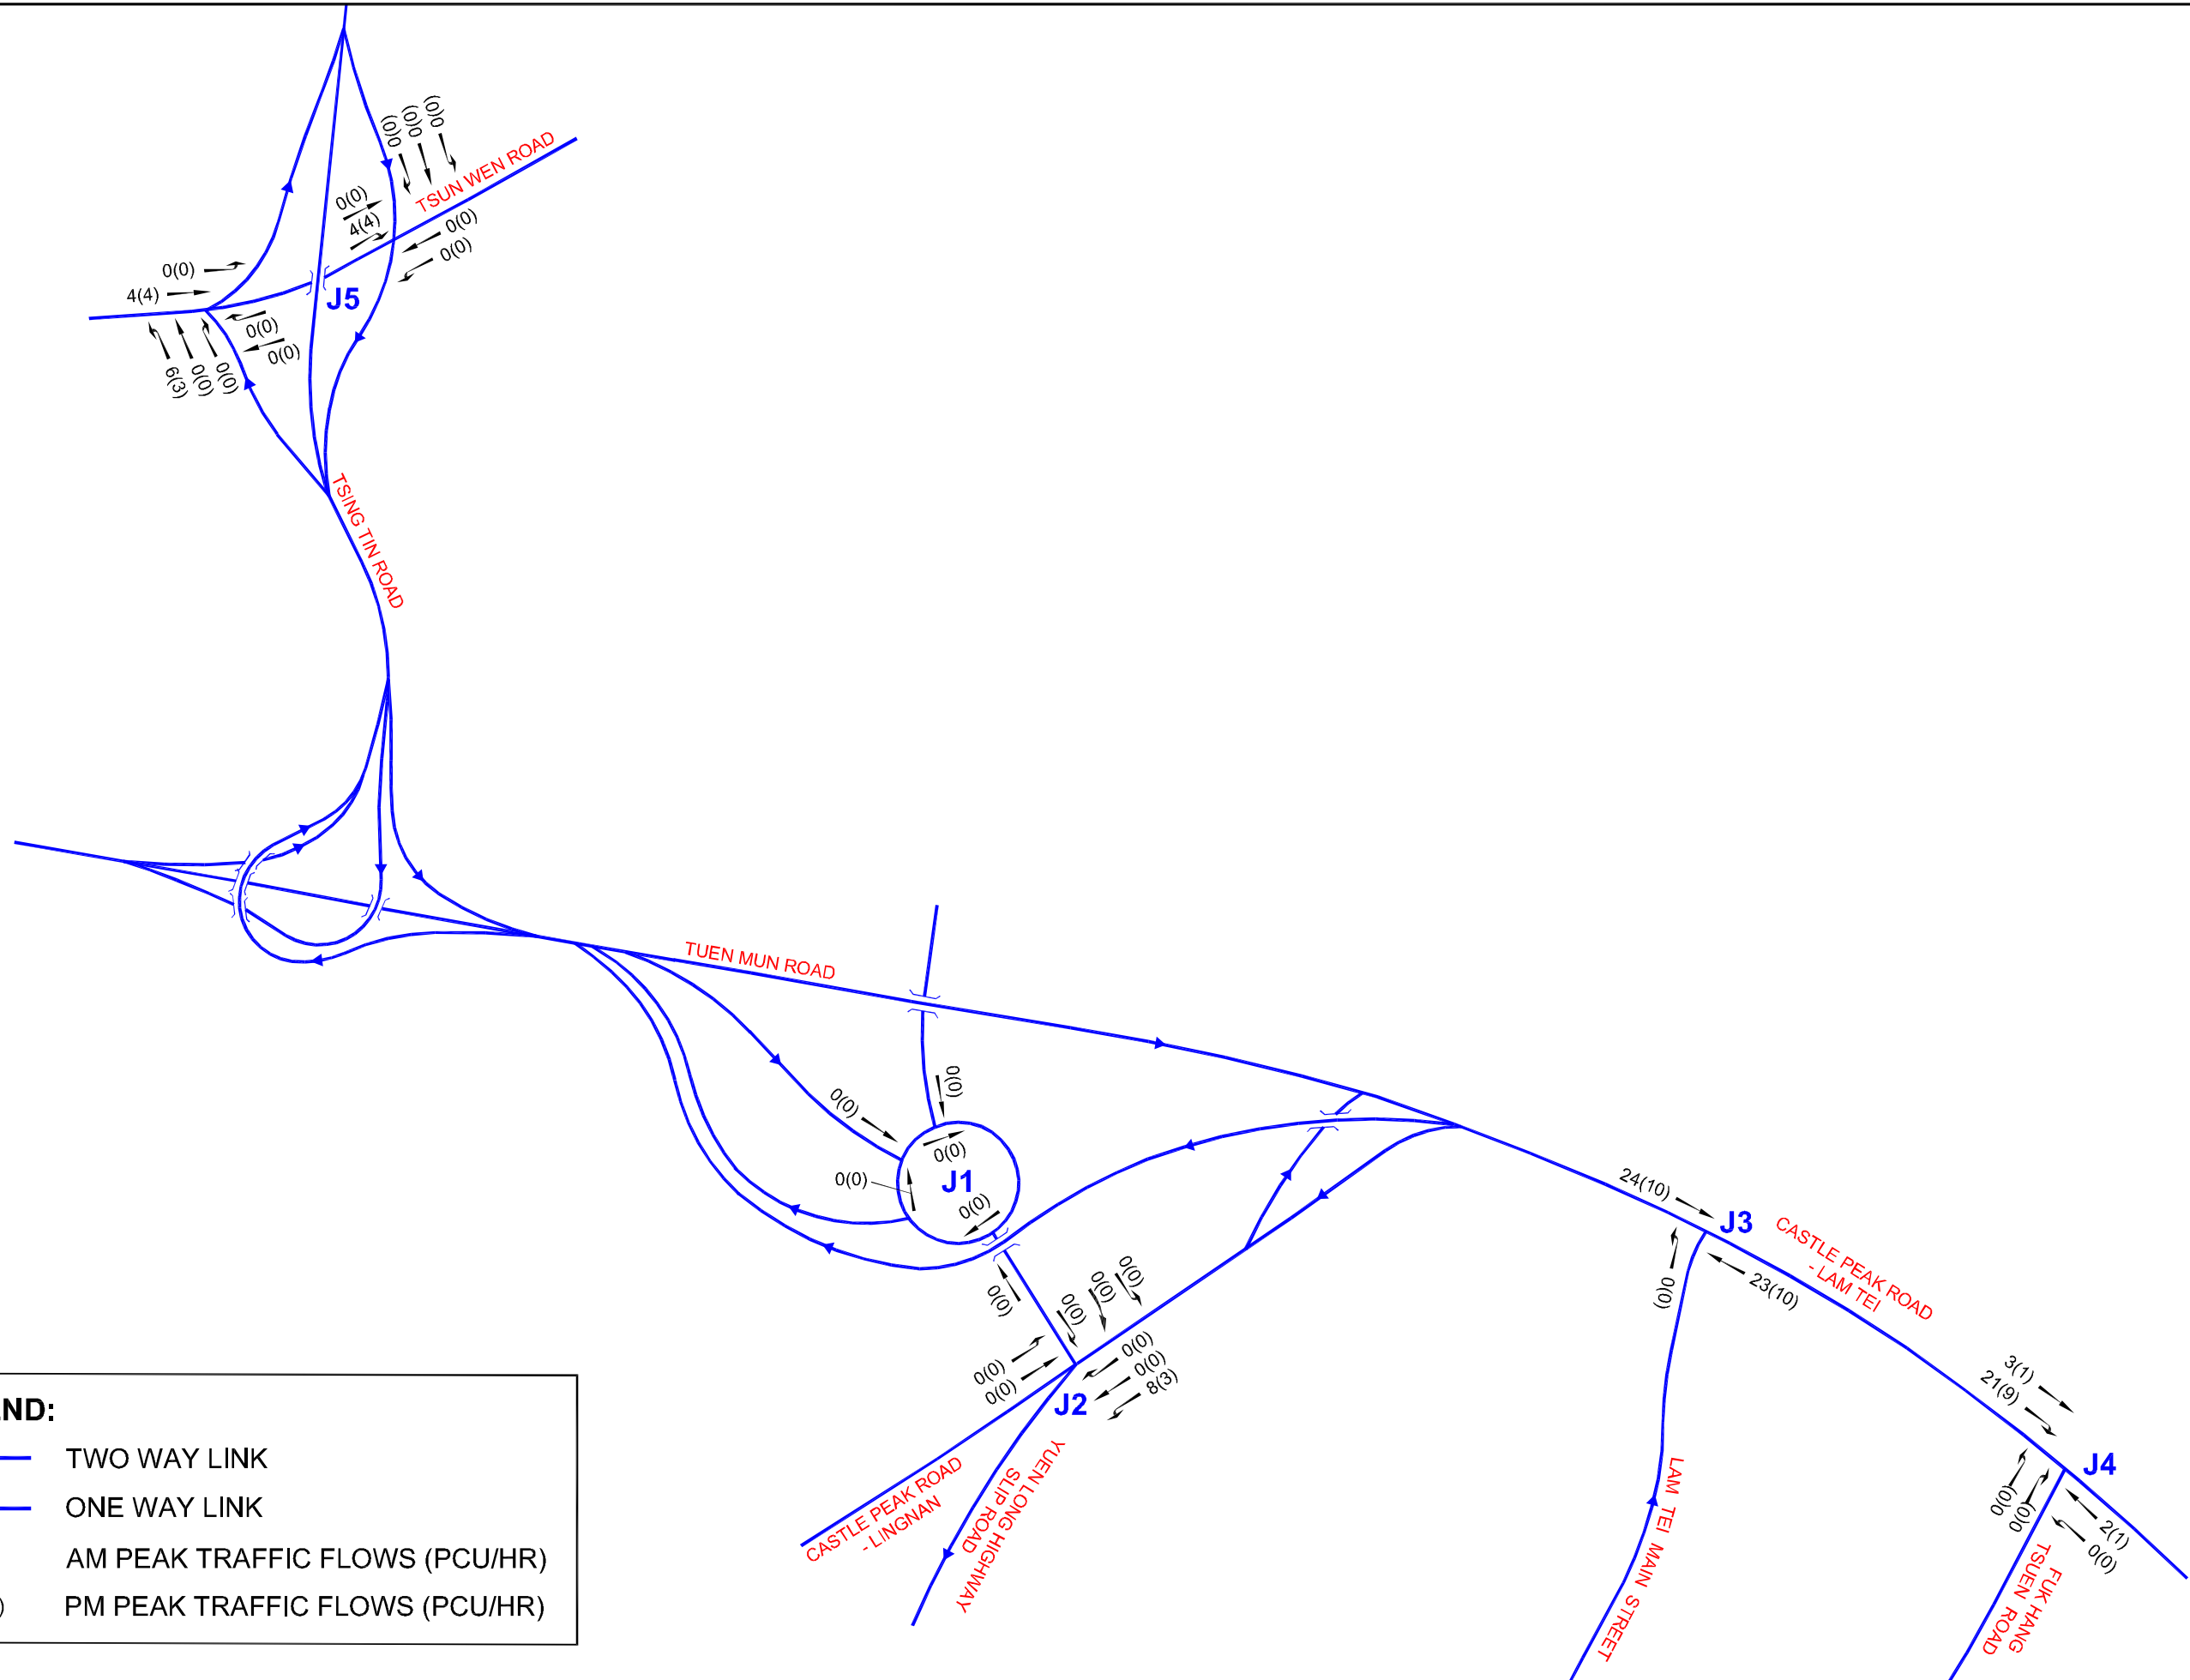 0(0)
0(0)
0(0)
TSUN WEN ROAD
0(0)
4(4)
0(0)
0(0)
0(0)
4(4)
J5
0(0)
0(0)
6(3)
0(0)
0(0)
TSING TIN ROAD
TUEN MUN ROAD
0(0)
0(0)
0(0)
0(0)
J1
0(0)
24(10)
J3
CASTLE PEAK ROAD
- LAM TEI
23(10)
0(0)
0(0)
0(0)
0(0)
0(0)
0(0)
0(0)
0(0)
0(0)
8(3)
J2
3(1)
21(9)
J4
0(0)
0(0)
2(1)
0(0)
CASTLE PEAK ROAD
- LINGNAN
YUEN LONG HIGHWAY
SLIP ROAD
LAM TEI MAIN STREET
FUK HANG
TSUEN ROAD
ND:
TWO WAY LINK
ONE WAY LINK
AM PEAK TRAFFIC FLOWS (PCU/HR)
) PM PEAK TRAFFIC FLOWS (PCU/HR)